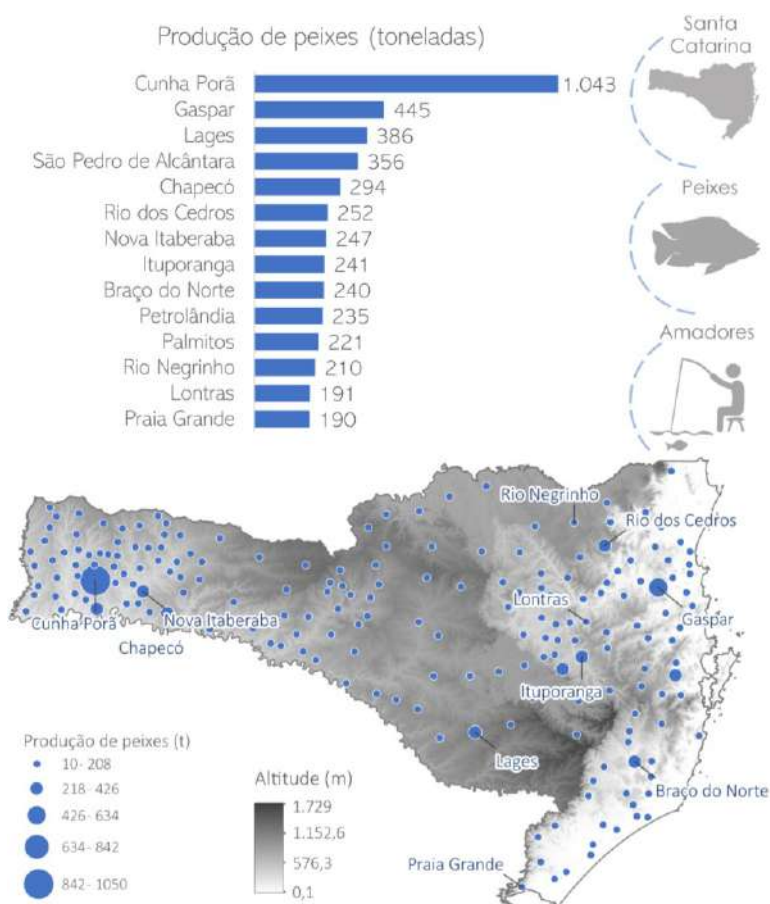 Produção de peixes (toneladas)
Santa
Catarina
Cunha Porã 1.043
Gaspar 445
Lages 386
São Pedro de Alcântara 356
Chapecó 294
Rio dos Cedros 252
Nova Itaberaba 247
Ituporanga 241
Braço do Norte 240
Petrolândia 235
Palmitos 221
Rio Negrinho 210
Lontras 191
Praia Grande 190
Peixes
Amadores
Rio Negrinho
Rio dos Cedros
Lontras
Gaspar
Cunha Porã
Nova Itaberaba
Chapecó
Ituporanga
Lages
Braço do Norte
Praia Grande
Produção de peixes (t)
10- 208
218 - 426
426- 634
634- 842
842 - 1050
Altitude (m)
1.729
1.152,6
576,3
0,1